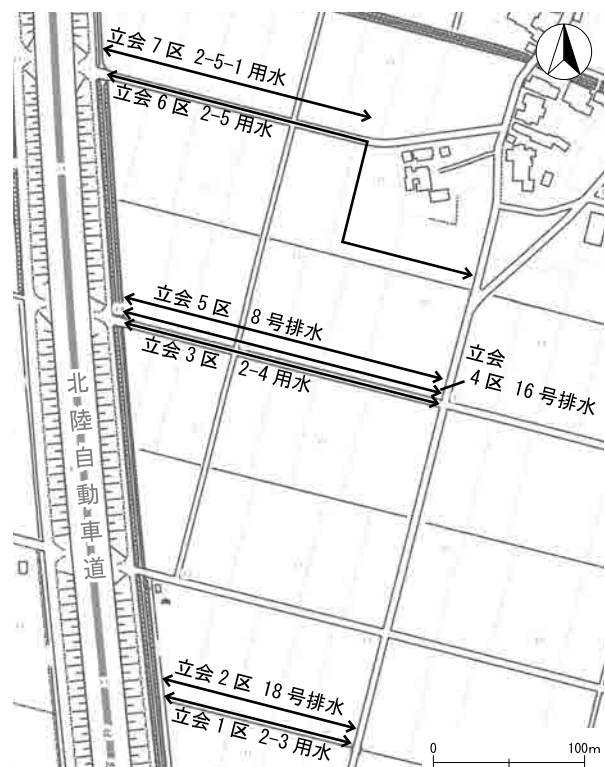 立会 7 区 2-5-1 用水
立会 6 区 2-5 用水
立会 5 区 8 号排水
立会 3 区 2-4 用水
立会
4 区 16 号排水
北陸自動車道
立会 2 区 18 号排水
立会 1 区 2-3 用水
0 100m